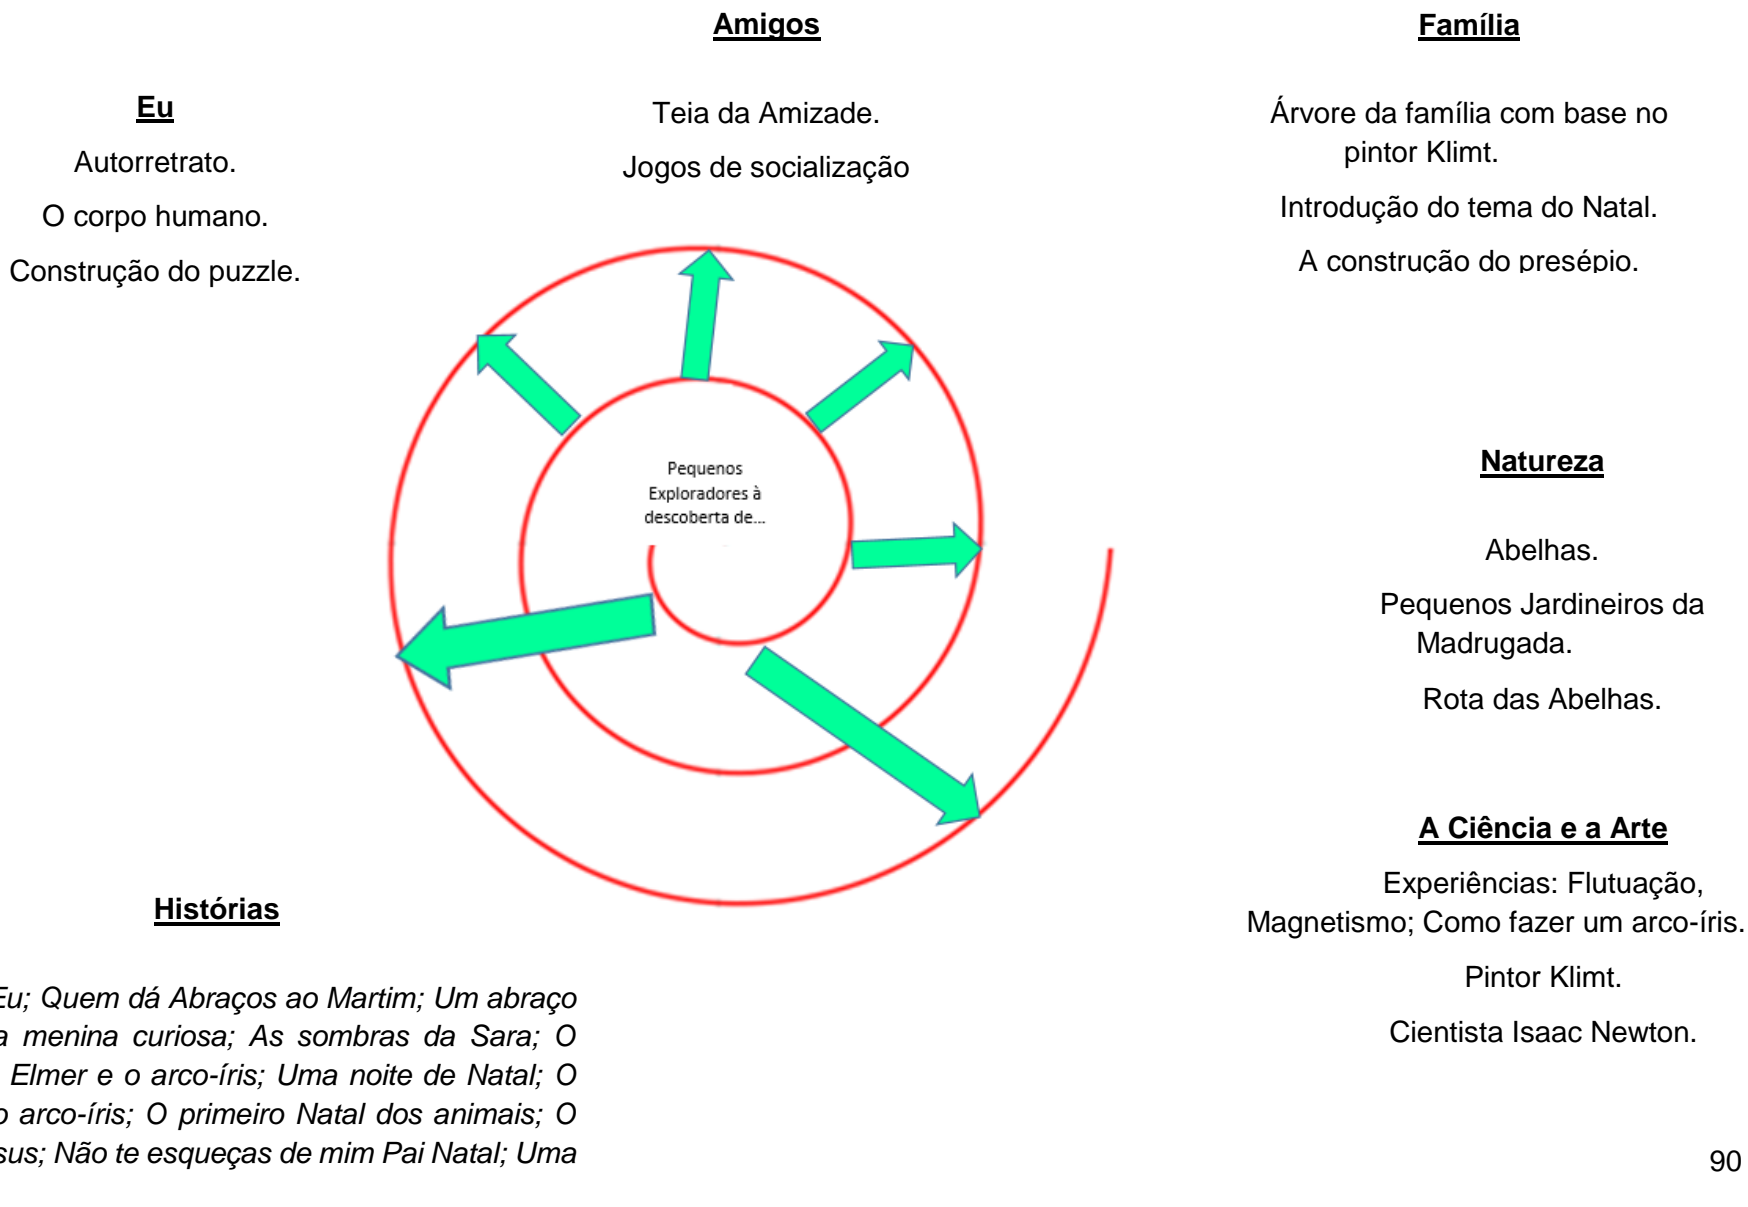 Amigos
Família
Eu
Teia da Amizade.
Jogos de socialização
Árvore da família com base no
pintor Klimt.
Introdução do tema do Natal.
A construção do presépio.
Autorretrato.
O corpo humano.
Construção do puzzle.
Pequenos
Exploradores à
descoberta de...
Natureza
Abelhas.
Pequenos Jardineiros da
Madrugada.
Rota das Abelhas.
A Ciência e a Arte
Experiências: Flutuação,
Magnetismo; Como fazer um arco-íris.
Pintor Klimt.
Cientista Isaac Newton.
Histórias
Eu; Quem dá Abraços ao Martim; Um abraço
menina curiosa; As sombras da Sara; O
Elmer e o arco-íris; Uma noite de Natal; O
arco-íris; O primeiro Natal dos animais; O
Não te esqueças de mim Pai Natal; Uma
90